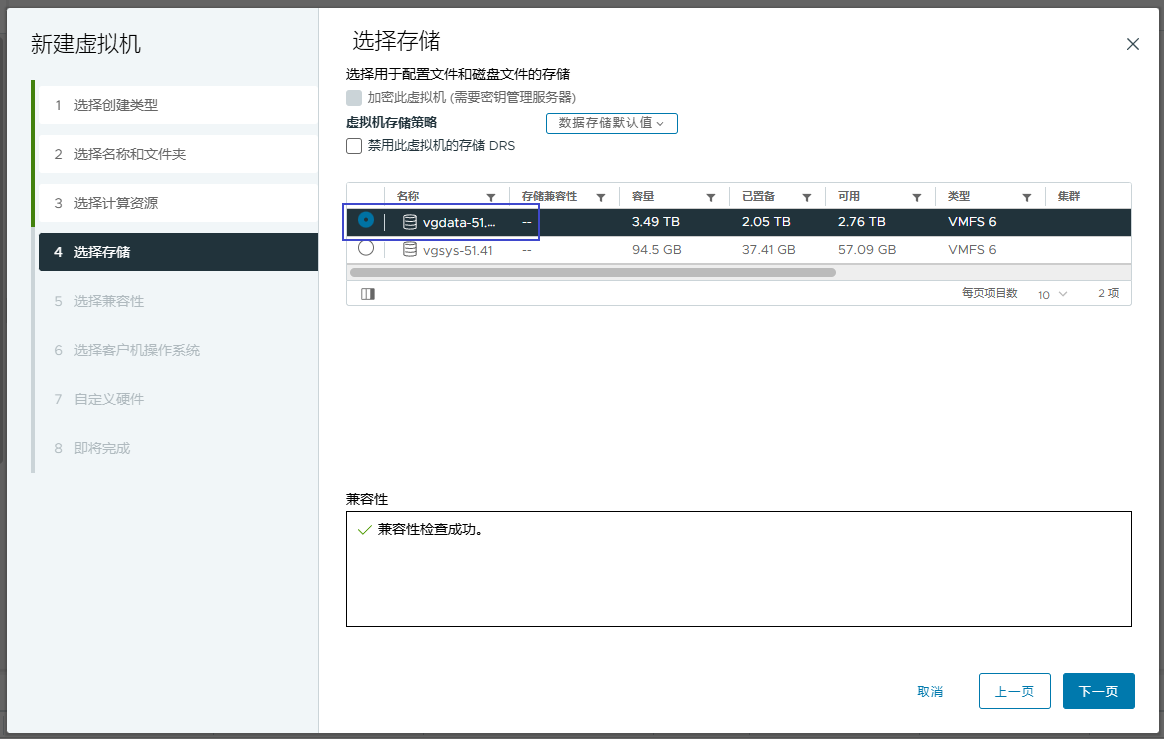 新建虚拟机
1 选择创建类型
2 选择名称和文件夹
3 选择计算资源
4 选择存储
5 选择兼容性
6 选择客户机操作系统
7 自定义硬件
8 即将完成
选择存储
选择用于配置文件和磁盘文件的存储
加密此虚拟机 (需要密钥管理服务器)
虚拟机存储策略 数据存储默认值
禁用此虚拟机的存储 DRS
名称 存储兼容性 容量 已置备 可用 类型 集群
vgdata-51,... -- 3.49 TB 2.05 TB 2.76 TB VMFS 6
vgsys-51.41 -- 94.5 GB 37.41 GB 57.09 GB VMFS 6
每页项目数 10 2 项
兼容性
兼容性检查成功。
取消 上一页 下一页